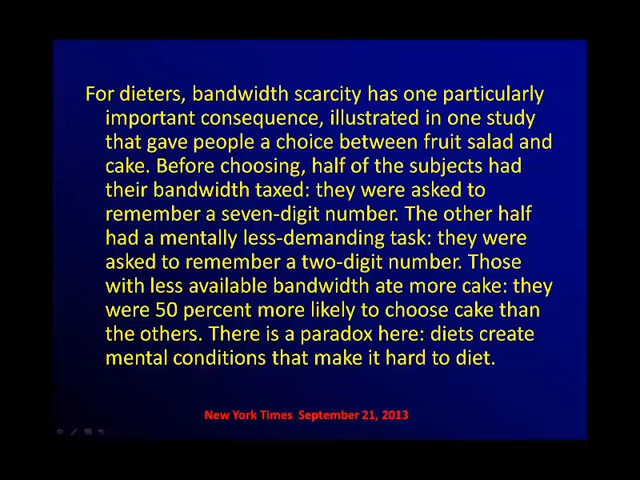 For dieters, bandwidth scarcity has one particularly
important consequence, illustrated in one study
that gave people a choice between fruit salad and
cake. Before choosing, half of the subjects had
their bandwidth taxed: they were asked to
remember a seven-digit number. The other half
had a mentally less-demanding task: they were
asked to remember a two-digit number. Those
with less available bandwidth ate more cake: they
were 50 percent more likely to choose cake than
the others. There is a paradox here: diets create
mental conditions that make it hard to diet.
New York Times September 21, 2013